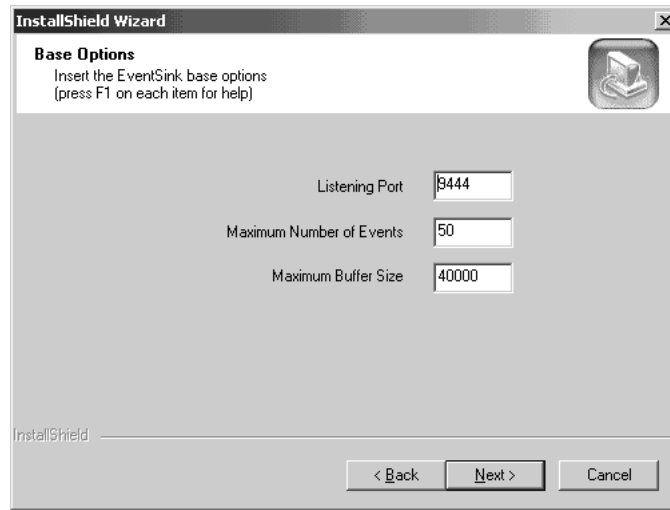 InstallShield Wizard
Base Options
Insert the EventSink base options
(press F1 on each item for help)
Listening Port 9444
Maximum Number of Events 50
Maximum Buffer Size 40000
InstallShield
< Back Next > Cancel